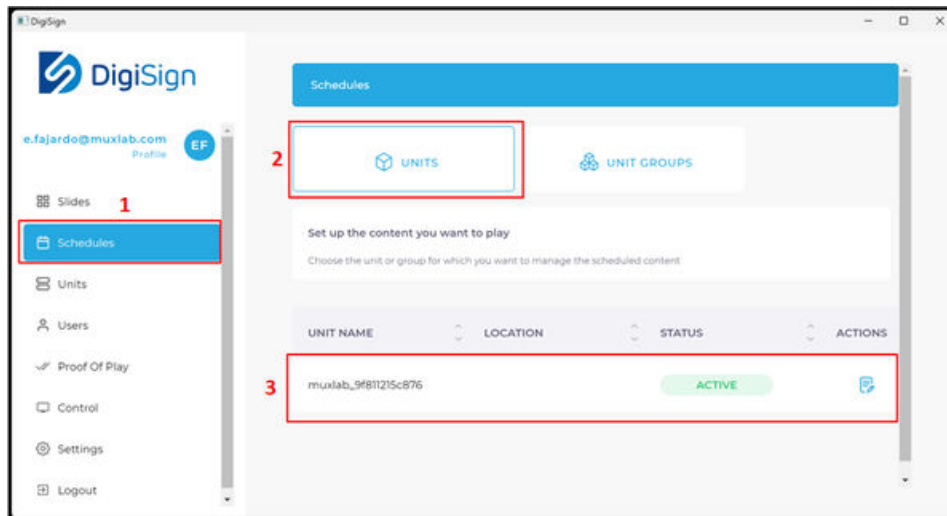 DigiSign
DigiSign
e.fajardo@muxlab.com
Profile
EF
Slides
1
Schedules
Units
Users
Proof Of Play
Control
Settings
Logout
Schedules
2
UNITS
UNIT GROUPS
Set up the content you want to play
Choose the unit or group for which you want to manage the scheduled content
UNIT NAME LOCATION STATUS ACTIONS
3
muxlab_9f811215c876 ACTIVE